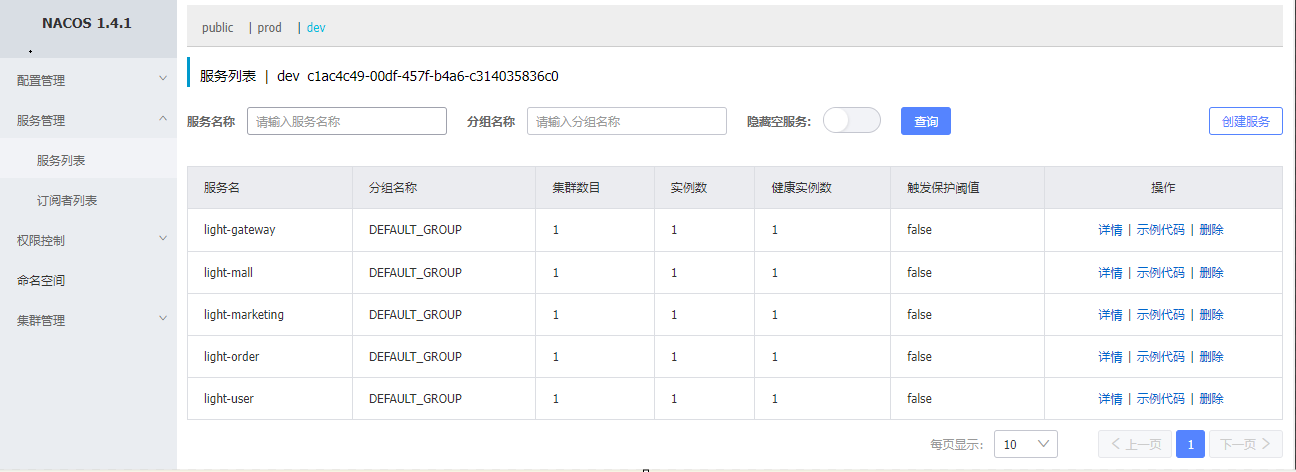 NACOS 1.4.1
配置管理
服务管理
服务列表
订阅者列表
权限控制
命名空间
集群管理
public | prod | dev
服务列表 | dev c1ac4c49-00df-457f-b4a6-c314035836c0
服务名称 请输入服务名称 分组名称 请输入分组名称 隐藏空服务: 查询 创建服务
服务名 分组名称 集群数目 实例数 健康实例数 触发保护阈值 操作
light-gateway DEFAULT_GROUP 1 1 1 false 详情 | 示例代码 | 删除
light-mall DEFAULT_GROUP 1 1 1 false 详情 | 示例代码 | 删除
light-marketing DEFAULT_GROUP 1 1 1 false 详情 | 示例代码 | 删除
light-order DEFAULT_GROUP 1 1 1 false 详情 | 示例代码 | 删除
light-user DEFAULT_GROUP 1 1 1 false 详情 | 示例代码 | 删除
每页显示: 10 上一页 1 下一页